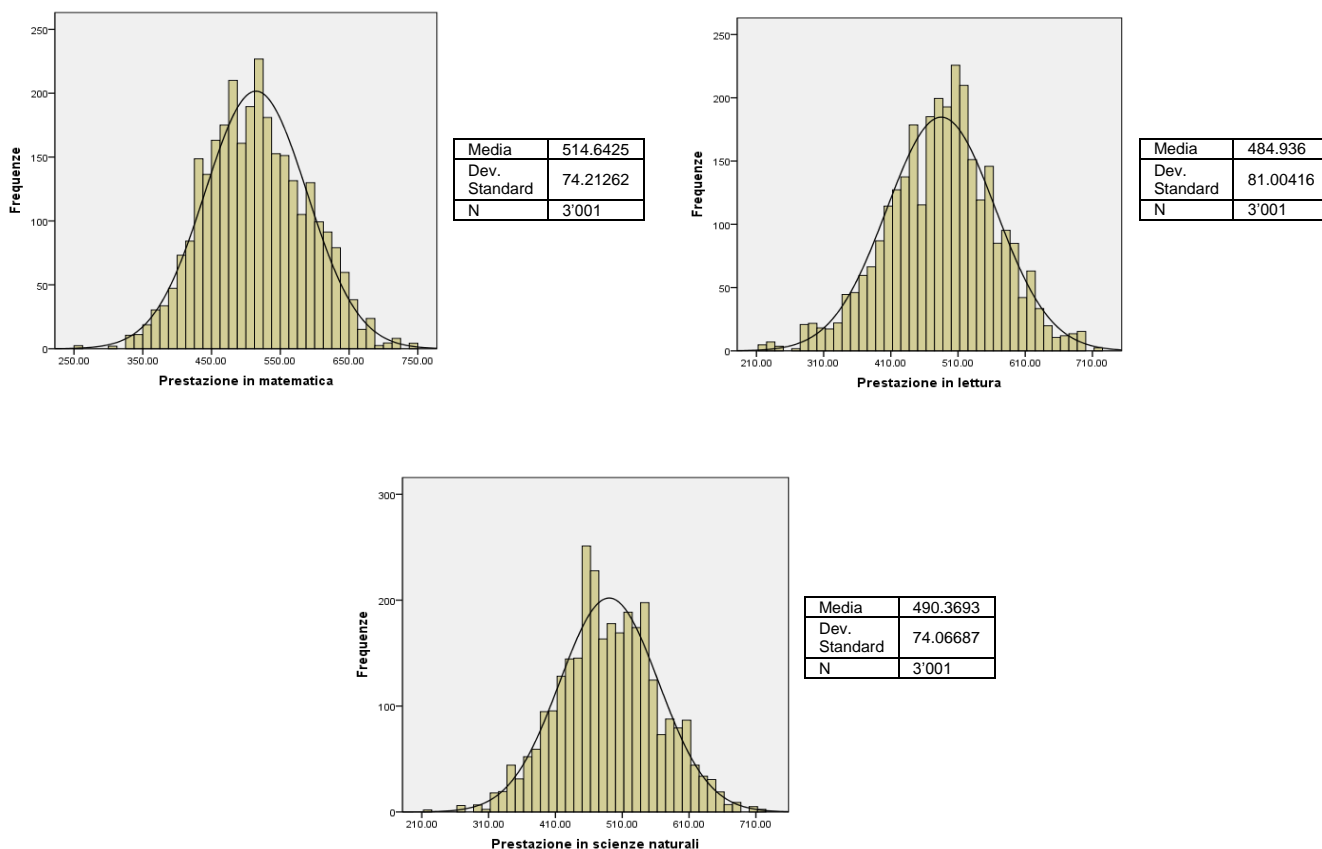 250
200
150
100
50
0
250.00 350.00 450.00 550.00 650.00 750.00
Frequenze
Prestazione in matematica
Media 514.6425
Dev.
Standard 74.21262
N 3'001
250
200
150
100
50
0
210.00 310.00 410.00 510.00 610.00 710.00
Frequenze
Prestazione in lettura
Media 484.936
Dev.
Standard 81.00416
N 3'001
300
200
100
0
210.00 310.00 410.00 510.00 610.00 710.00
Frequenze
Prestazione in scienze naturali
Media 490.3693
Dev.
Standard 74.06687
N 3'001